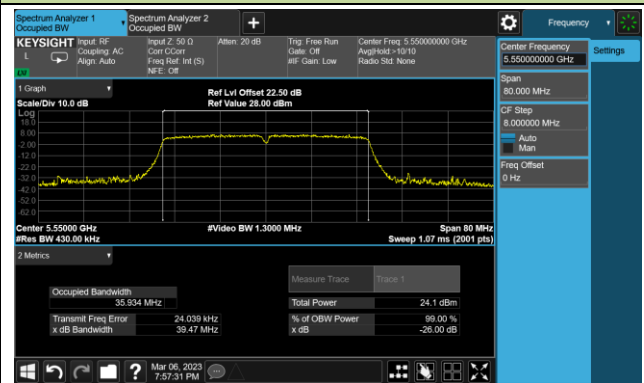 Spectrum Analyzer 1
Occupied BW
Spectrum Analyzer 2
Occupied BW
Frequency
KEYSIGHT
L
Input: RF
Coupling: AC
Align: Auto
Input Z: 50 Ω
Corr CCorr
Freq Ref: Int (S)
NFE: Off
Atten: 20 dB
Trig: Free Run
Gate: Off
#IF Gain: Low
Center Freq: 5.550000000 GHz
Avg|Hold:>10/10
Radio Std: None
Center Frequency
5.550000000 GHz
Settings
Span
80.000 MHz
CF Step
8.000000 MHz
Auto
Man
Freq Offset
0 Hz
1 Graph
Scale/Div 10.0 dB
Ref Lvl Offset 22.50 dB
Ref Value 28.00 dBm
Log
18.0
8.00
-2.00
-12.0
-22.0
-32.0
-42.0
-52.0
-62.0
Center 5.55000 GHz
#Res BW 430.00 kHz
#Video BW 1.3000 MHz
Span 80 MHz
Sweep 1.07 ms (2001 pts)
2 Metrics
Measure Trace
Trace 1
Occupied Bandwidth
35.934 MHz
Total Power
24.1 dBm
Transmit Freq Error
24.039 kHz
% of OBW Power
99.00 %
x dB Bandwidth
39.47 MHz
x dB
-26.00 dB
Mar 06, 2023
7:57:31 PM